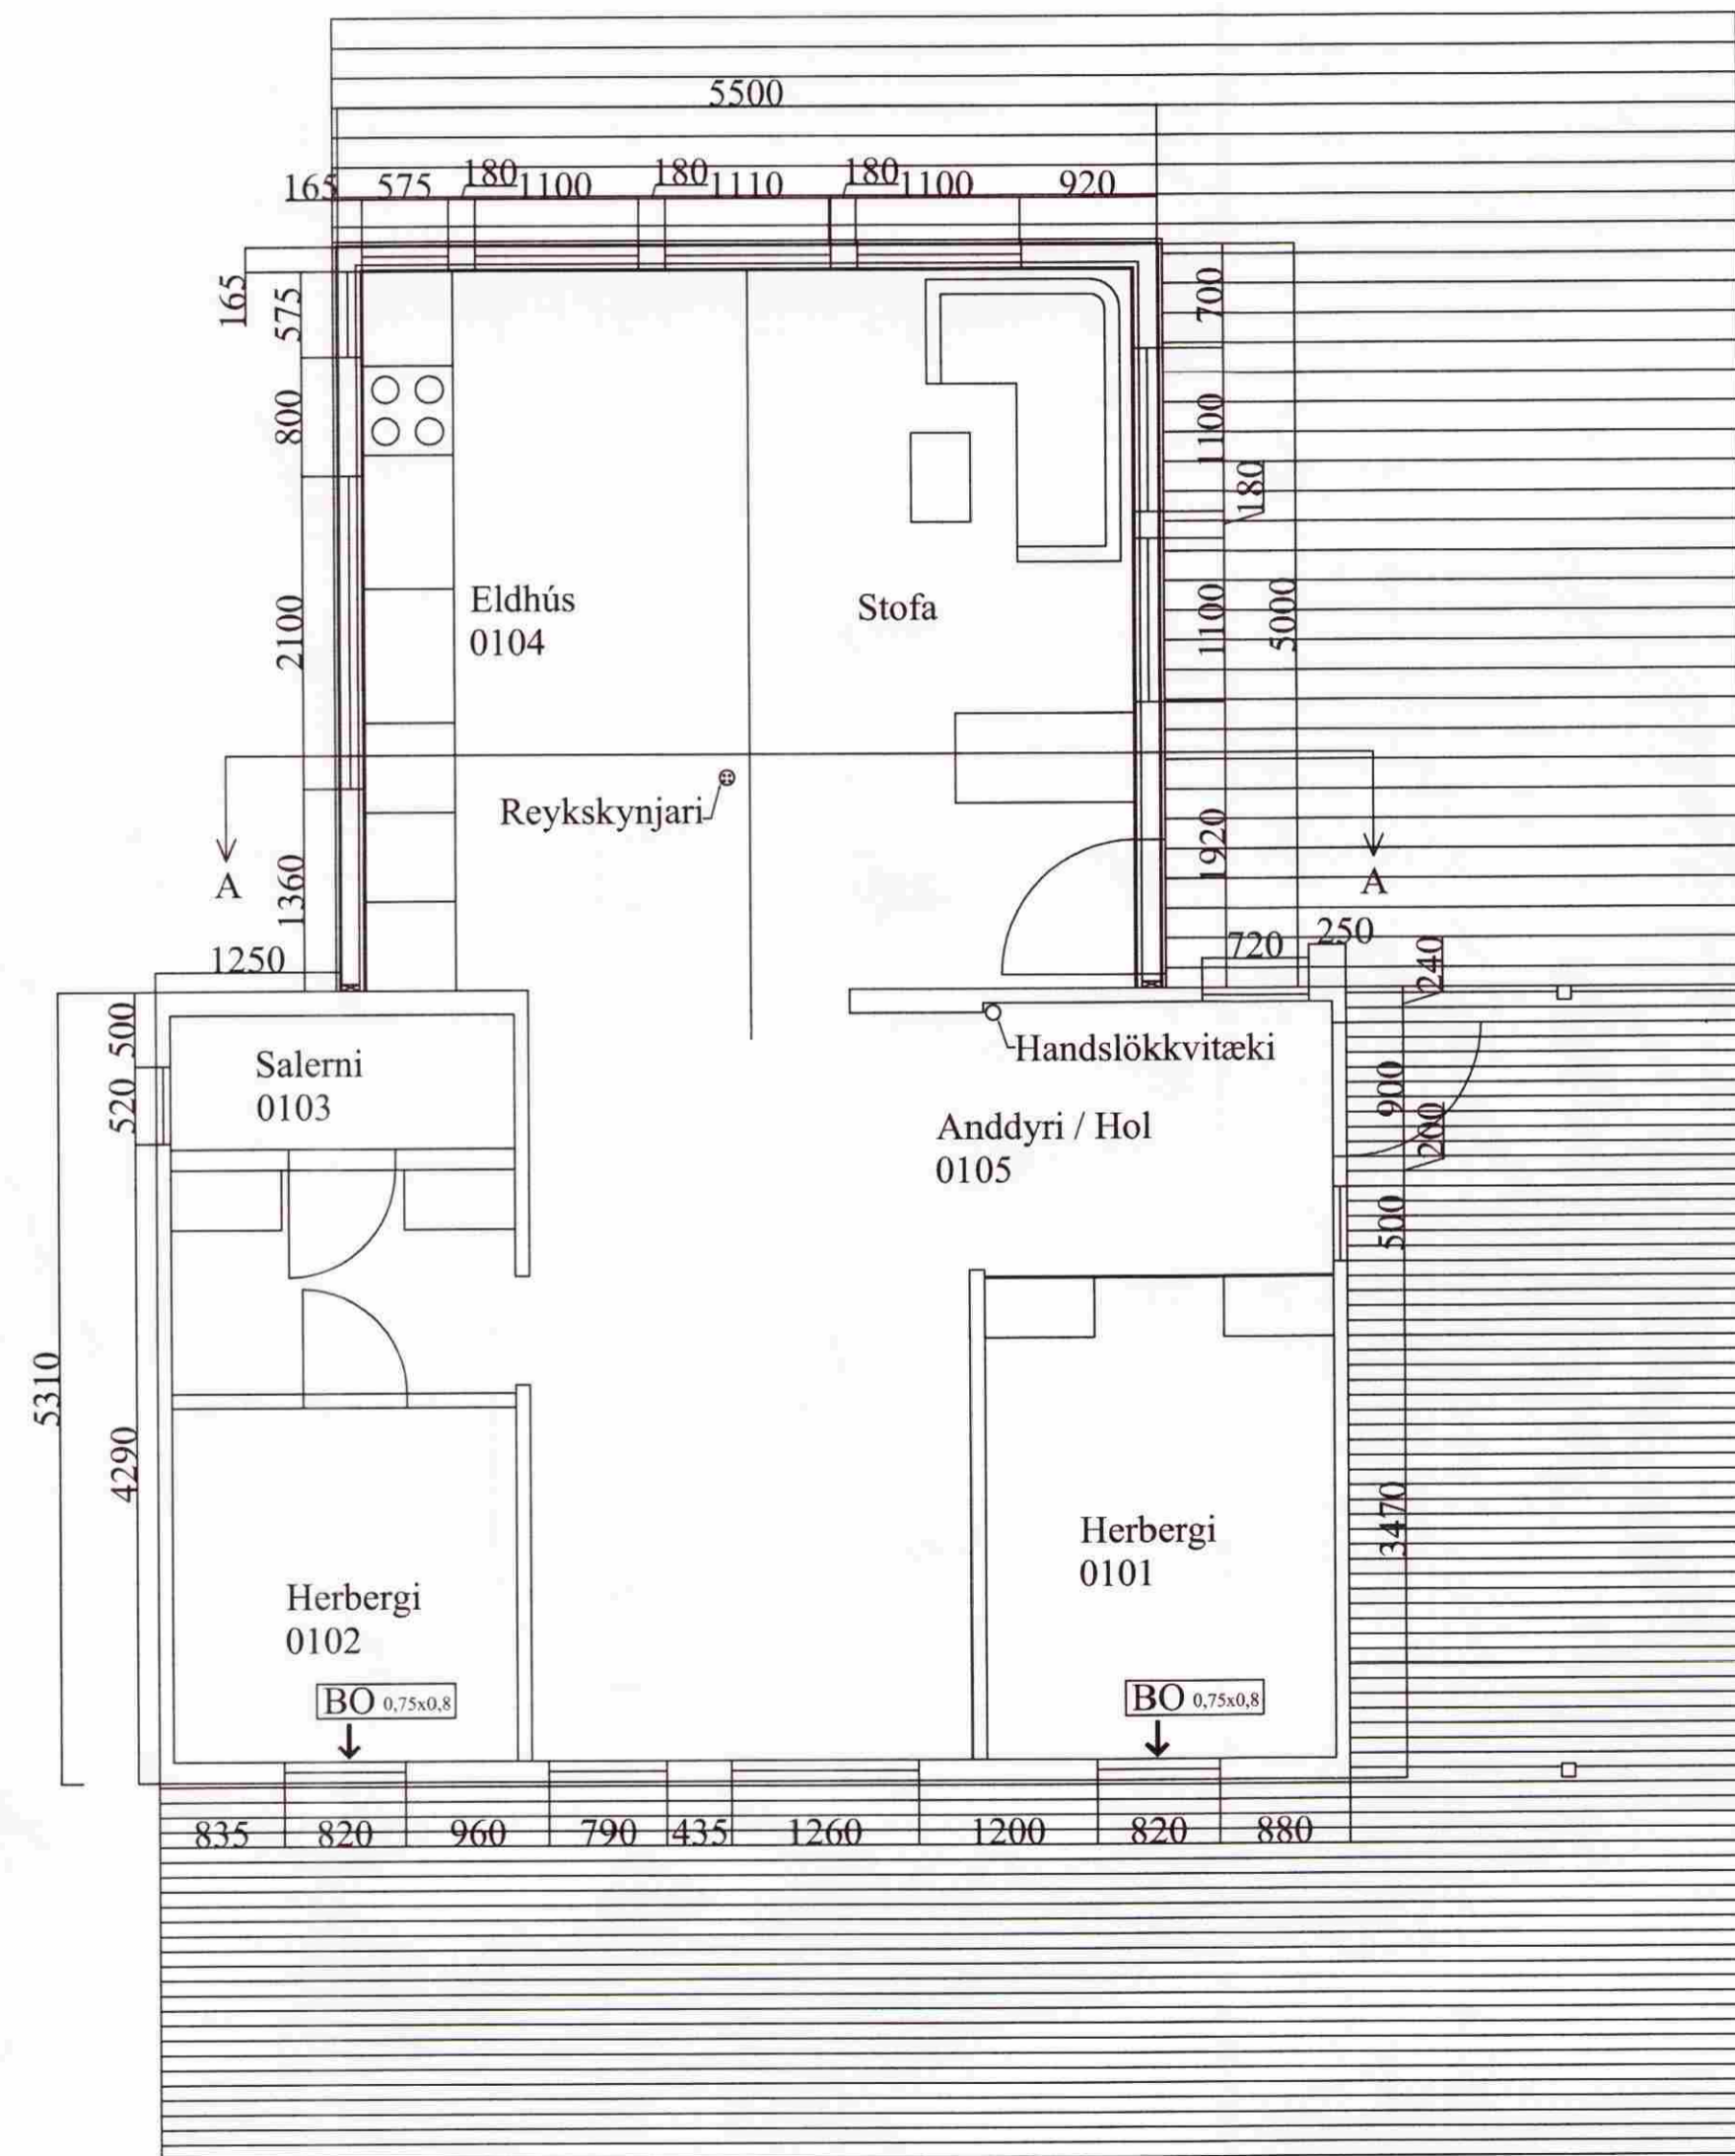 5500
165 575 180 1100 180 1110 180 1100 920
165
575
800
2100
1360
700
1100
180
1100
5000
1920
Eldhús
0104
Stofa
Reykskynjari
A
A
1250
720
250
240
500
520
Salerni
0103
Handslökkvitæki
Anddyri / Hol
0105
900
200
500
5310
4290
3470
Herbergi
0101
Herbergi
0102
BO 0,75x0,8
BO 0,75x0,8
835 820 960 790 435 1260 1200 820 880